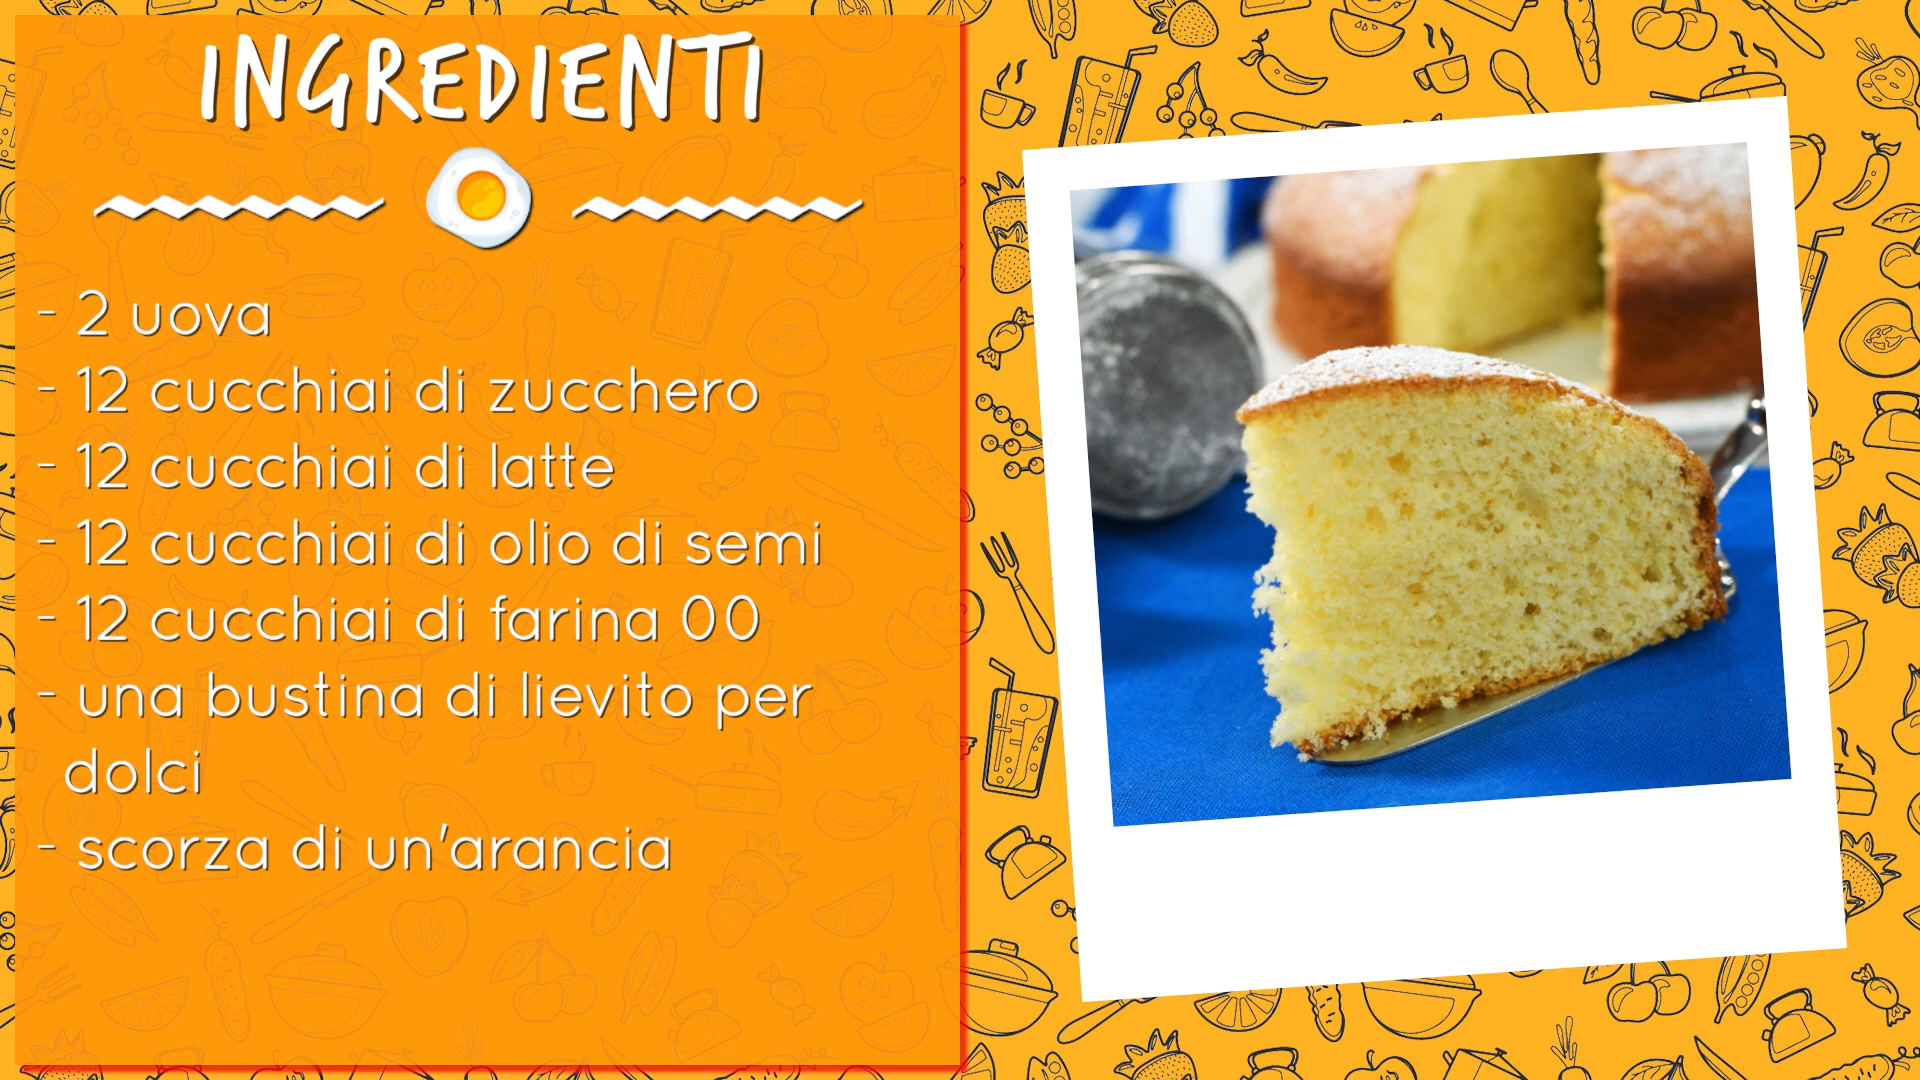 INGREDIENTI
- 2 uova
- 12 cucchiai di zucchero
- 12 cucchiai di latte
- 12 cucchiai di olio di semi
- 12 cucchiai di farina 00
- una bustina di lievito per
dolci
- scorza di un'arancia